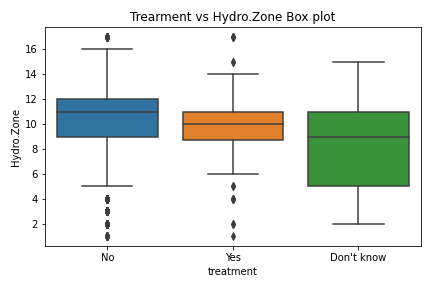 Trearment vs Hydro.Zone Box plot
Hydro.Zone
16
14
12
10
8
6
4
2
No
Yes
Don't know
treatment